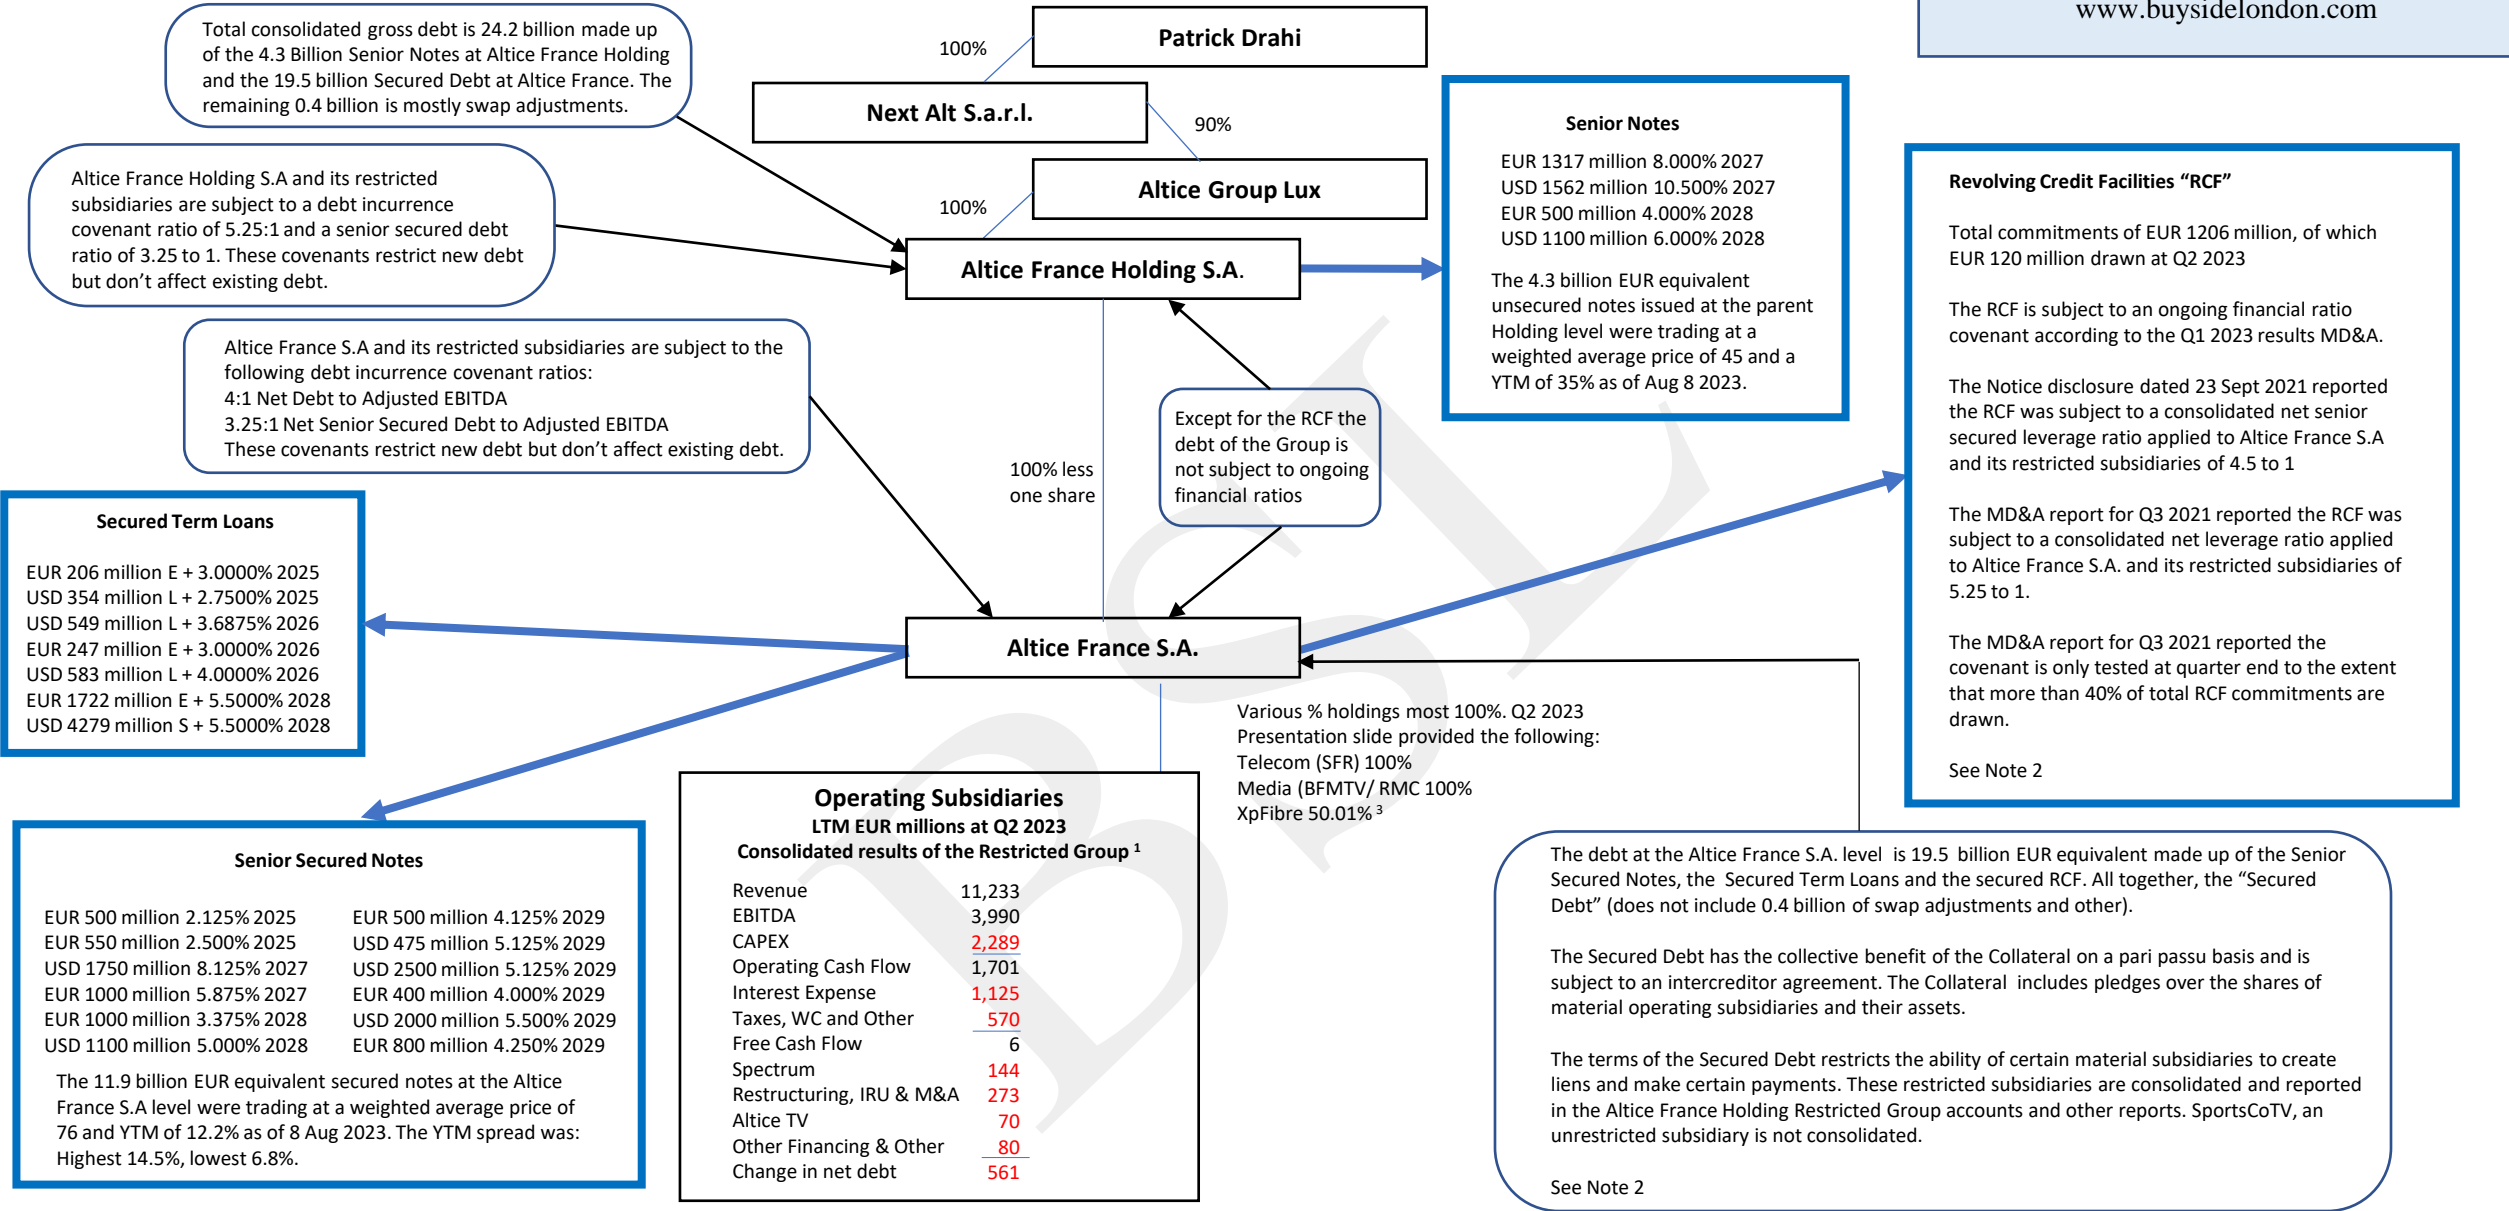 www.buysidelondon.com
Total consolidated gross debt is 24.2 billion made up
of the 4.3 Billion Senior Notes at Altice France Holding
and the 19.5 billion Secured Debt at Altice France. The
remaining 0.4 billion is mostly swap adjustments.
100%
Patrick Drahi
Next Alt S.a.r.l.
90%
Altice Group Lux
100%
Altice France Holding S.A.
Altice France Holding S.A and its restricted
subsidiaries are subject to a debt incurrence
covenant ratio of 5.25:1 and a senior secured debt
ratio of 3.25 to 1. These covenants restrict new debt
but don't affect existing debt.
Altice France S.A and its restricted subsidiaries are subject to the
following debt incurrence covenant ratios:
4:1 Net Debt to Adjusted EBITDA
3.25:1 Net Senior Secured Debt to Adjusted EBITDA
These covenants restrict new debt but don't affect existing debt.
Senior Notes
EUR 1317 million 8.000% 2027
USD 1562 million 10.500% 2027
EUR 500 million 4.000% 2028
USD 1100 million 6.000% 2028
The 4.3 billion EUR equivalent
unsecured notes issued at the parent
Holding level were trading at a
weighted average price of 45 and a
YTM of 35% as of Aug 8 2023.
Revolving Credit Facilities “RCF”
Total commitments of EUR 1206 million, of which
EUR 120 million drawn at Q2 2023
The RCF is subject to an ongoing financial ratio
covenant according to the Q1 2023 results MD&A.
The Notice disclosure dated 23 Sept 2021 reported
the RCF was subject to a consolidated net senior
secured leverage ratio applied to Altice France S.A
and its restricted subsidiaries of 4.5 to 1
The MD&A report for Q3 2021 reported the RCF was
subject to a consolidated net leverage ratio applied
to Altice France S.A. and its restricted subsidiaries of
5.25 to 1.
The MD&A report for Q3 2021 reported the
covenant is only tested at quarter end to the extent
that more than 40% of total RCF commitments are
drawn.
See Note 2
Except for the RCF the
debt of the Group is
not subject to ongoing
financial ratios
100% less
one share
Secured Term Loans
EUR 206 million E + 3.0000% 2025
USD 354 million L + 2.7500% 2025
USD 549 million L + 3.6875% 2026
EUR 247 million E + 3.0000% 2026
USD 583 million L + 4.0000% 2026
EUR 1722 million E + 5.5000% 2028
USD 4279 million S + 5.5000% 2028
Altice France S.A.
Various % holdings most 100%. Q2 2023
Presentation slide provided the following:
Telecom (SFR) 100%
Media (BFMTV/ RMC 100%
XpFibre 50.01% 3
Senior Secured Notes
EUR 500 million 2.125% 2025 EUR 500 million 4.125% 2029
EUR 550 million 2.500% 2025 USD 475 million 5.125% 2029
USD 1750 million 8.125% 2027 USD 2500 million 5.125% 2029
EUR 1000 million 5.875% 2027 EUR 400 million 4.000% 2029
EUR 1000 million 3.375% 2028 USD 2000 million 5.500% 2029
USD 1100 million 5.000% 2028 EUR 800 million 4.250% 2029
The 11.9 billion EUR equivalent secured notes at the Altice
France S.A level were trading at a weighted average price of
76 and YTM of 12.2% as of 8 Aug 2023. The YTM spread was:
Highest 14.5%, lowest 6.8%.
Operating Subsidiaries
LTM EUR millions at Q2 2023
Consolidated results of the Restricted Group 1
Revenue 11,233
EBITDA 3,990
CAPEX 2,289
Operating Cash Flow 1,701
Interest Expense 1,125
Taxes, WC and Other 570
Free Cash Flow 6
Spectrum 144
Restructuring, IRU & M&A 273
Altice TV 70
Other Financing & Other 80
Change in net debt 561
The debt at the Altice France S.A. level is 19.5 billion EUR equivalent made up of the Senior
Secured Notes, the Secured Term Loans and the secured RCF. All together, the “Secured
Debt” (does not include 0.4 billion of swap adjustments and other).
The Secured Debt has the collective benefit of the Collateral on a pari passu basis and is
subject to an intercreditor agreement. The Collateral includes pledges over the shares of
material operating subsidiaries and their assets.
The terms of the Secured Debt restricts the ability of certain material subsidiaries to create
liens and make certain payments. These restricted subsidiaries are consolidated and reported
in the Altice France Holding Restricted Group accounts and other reports. SportsCoTV, an
unrestricted subsidiary is not consolidated.
See Note 2
BSL